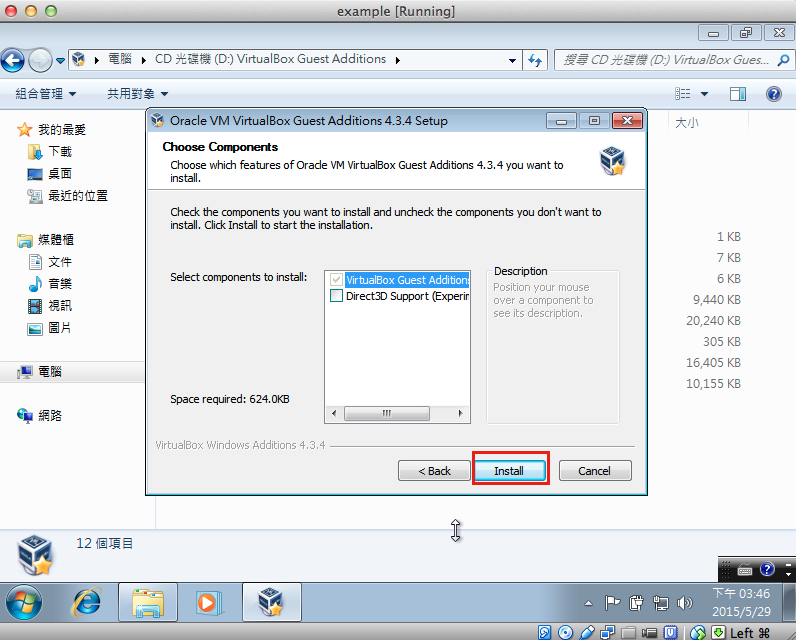 example [Running]
電腦 CD 光碟機 (D:) VirtualBox Guest Additions
搜尋 CD 光碟機 (D:) VirtualBox Gues...
組合管理 共用對象
大小
我的最愛
下載
桌面
最近的位置
媒體櫃
文件
音樂
視訊
圖片
電腦
網路
Oracle VM VirtualBox Guest Additions 4.3.4 Setup
Choose Components
Choose which features of Oracle VM VirtualBox Guest Additions 4.3.4 you want to
install.
Check the components you want to install and uncheck the components you don't want to
install. Click Install to start the installation.
Select components to install:
VirtualBox Guest Additions
Direct3D Support (Experim
Description
Position your mouse
over a component to
see its description.
Space required: 624.0KB
VirtualBox Windows Additions 4.3.4
< Back Install Cancel
1 KB
7 KB
6 KB
9,440 KB
20,240 KB
305 KB
16,405 KB
10,155 KB
12 個項目
下午 03:46
2015/5/29
Left ⌘